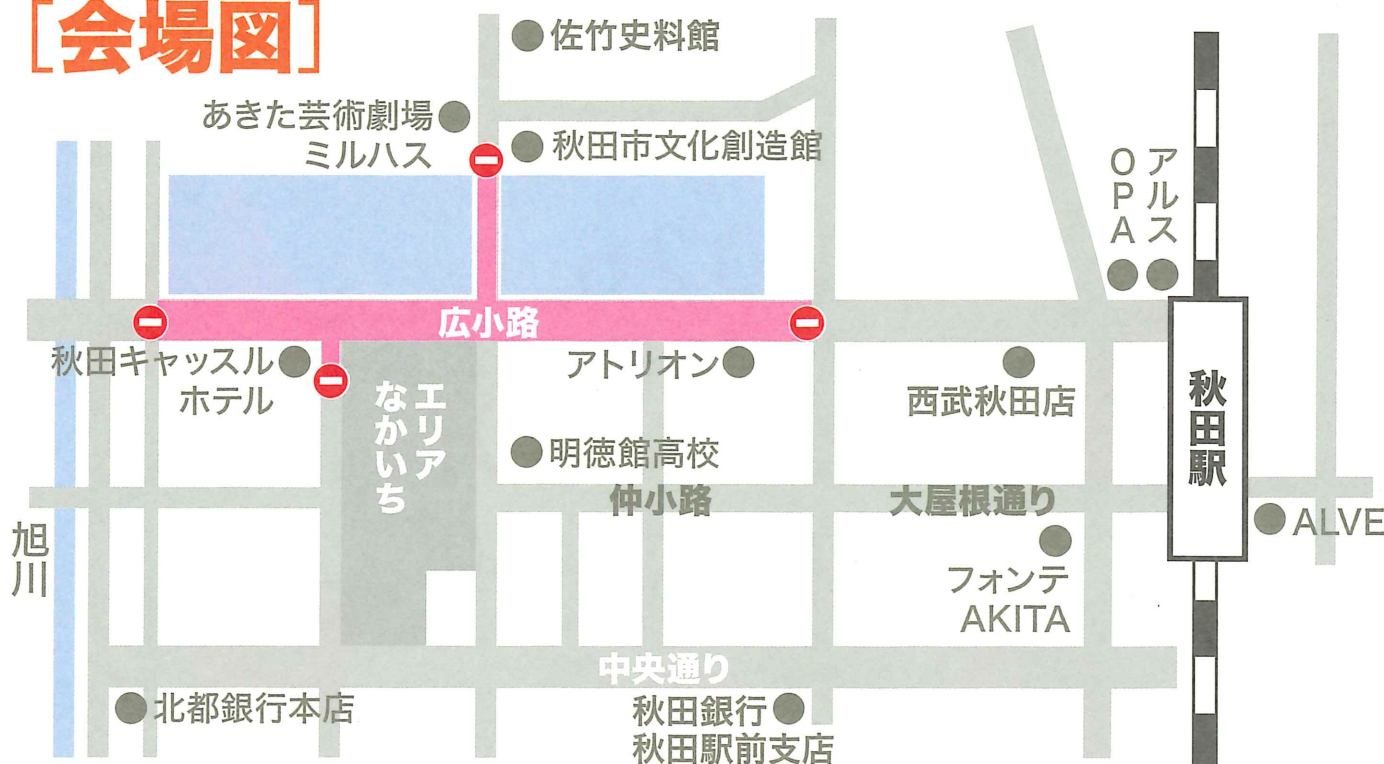 [会場図]
佐竹史料館
あきた芸術劇場
ミルハス
秋田市文化創造館
アルス
OPA
広小路
秋田キャッスル
ホテル
エリア
なかいち
アトリオン
西武秋田店
秋田駅
明徳館高校
仲小路
大屋根通り
ALVE
旭川
フォンテ
AKITA
中央通り
北都銀行本店
秋田銀行
秋田駅前支店